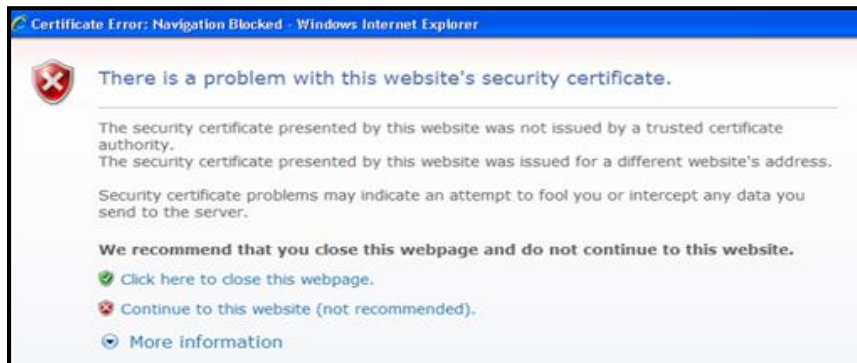 Certificate Error: Navigation Blocked - Windows Internet Explorer
There is a problem with this website's security certificate.
The security certificate presented by this website was not issued by a trusted certificate
authority.
The security certificate presented by this website was issued for a different website's address.
Security certificate problems may indicate an attempt to fool you or intercept any data you
send to the server.
We recommend that you close this webpage and do not continue to this website.
Click here to close this webpage.
Continue to this website (not recommended).
More information